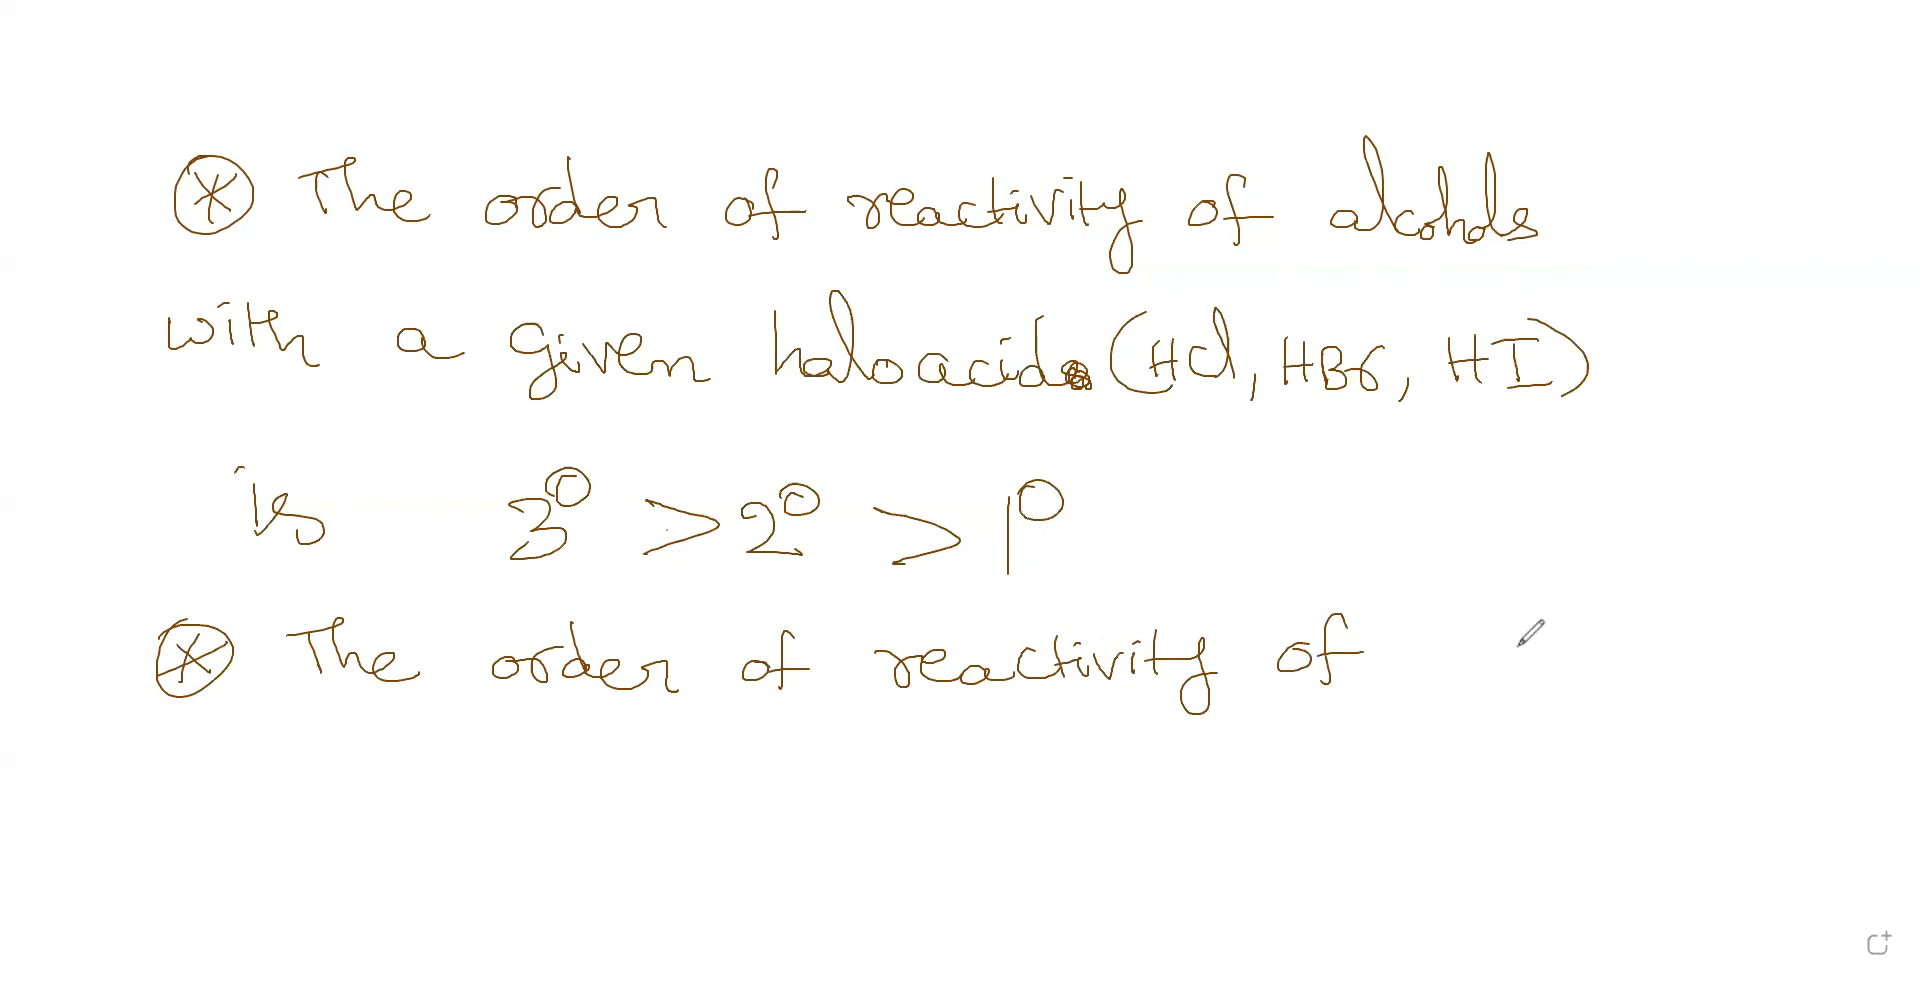 ⊛ The order of reactivity of alcohols
with a given haloacid (HCl, HBr, HI)
is 3° > 2° > 1°
⊛ The order of reactivity of